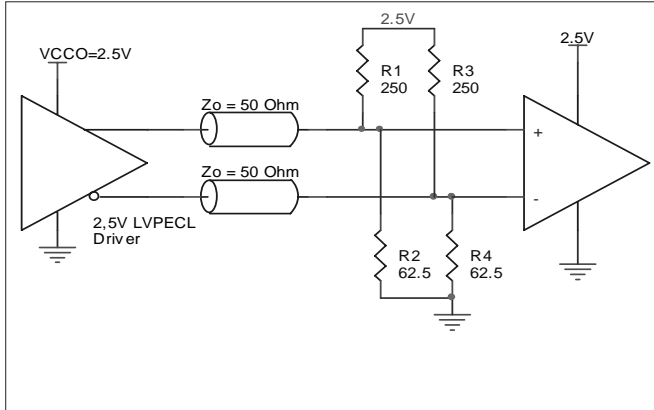 2.5V
VCCO=2.5V
2.5V
R1
250
R3
250
Zo = 50 Ohm
+
Zo = 50 Ohm
-
2,5V LVPECL
Driver
R2
62.5
R4
62.5